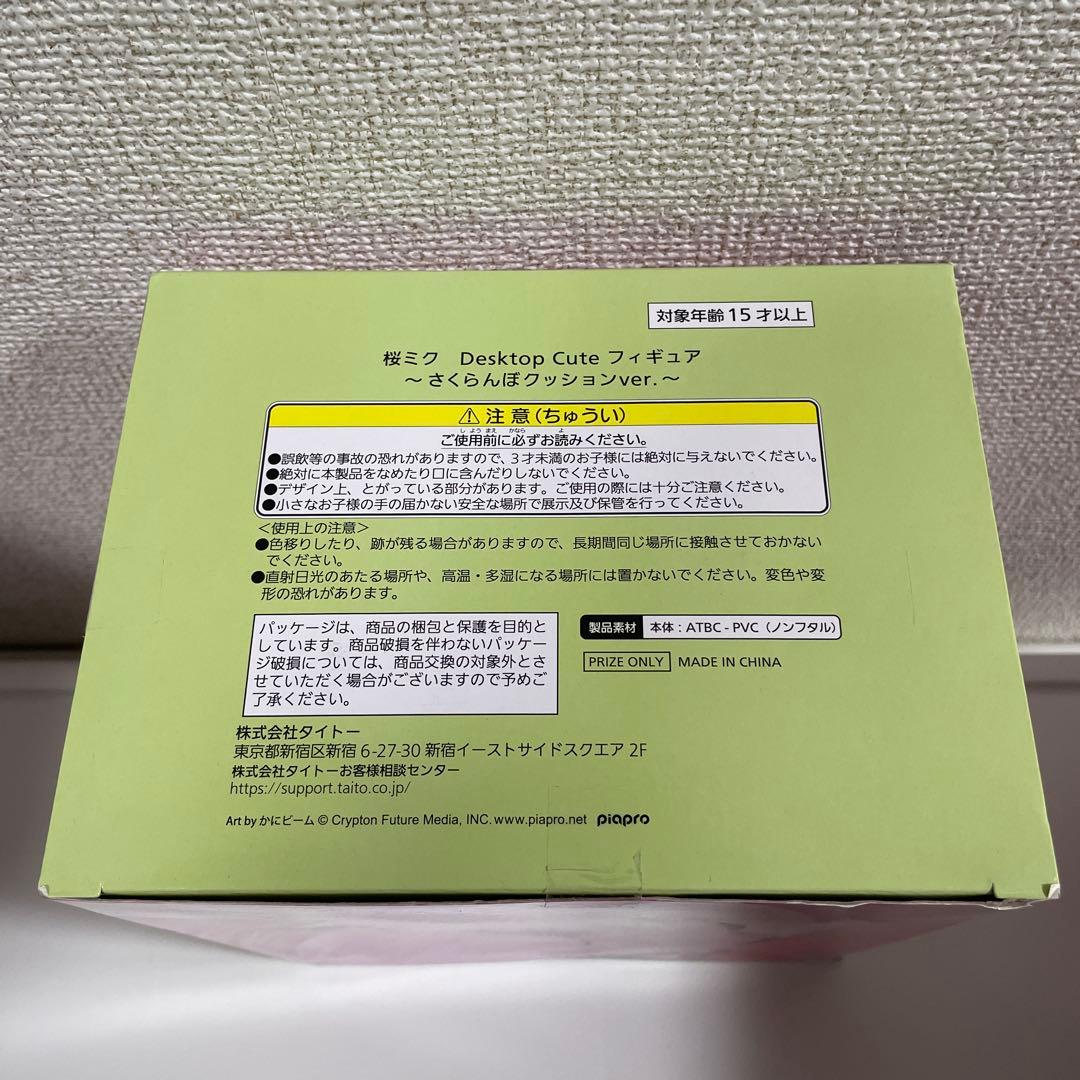 対象年齢15才以上
桜ミク Desktop Cute フィギュア
～さくらんぼクッションver.～
⚠注意(ちゅうい)
しようまえ かなら よ
ご使用前に必ずお読みください。
●誤飲等の事故の恐れがありますので、3才未満のお子様には絶対に与えないでください。
●絶対に本製品をなめたり口に含んだりしないでください。
●デザイン上、とがっている部分があります。ご使用の際には十分ご注意ください。
●小さなお子様の手の届かない安全な場所で展示及び保管を行ってください。
＜使用上の注意＞
●色移りしたり、跡が残る場合がありますので、長期間同じ場所に接触させておかない
でください。
●直射日光のあたる場所や、高温・多湿になる場所には置かないでください。変色や変
形の恐れがあります。
パッケージは、商品の梱包と保護を目的と
しています。商品破損を伴わないパッケー
ジ破損については、商品交換の対象外とさ
せていただく場合がございますので予めご
了承ください。
製品素材 本体：ATBC-PVC（ノンフタル）
PRIZE ONLY MADE IN CHINA
株式会社タイトー
東京都新宿区新宿 6-27-30 新宿イーストサイドスクエア 2F
株式会社タイトーお客様相談センター
https://support.taito.co.jp/
Art by かにビーム © Crypton Future Media, INC. www.piapro.net piapro